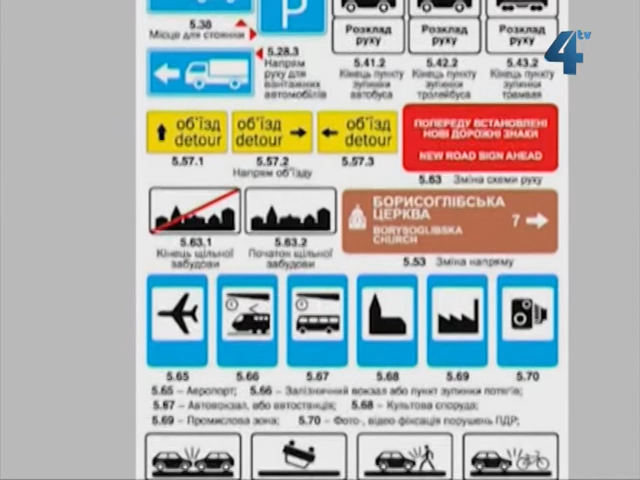 5.38
Місце для стоянки
P
5.28.3
Напрям
руху для
вантажних
автомобілів
Розклад
руху
5.41.2
Кінець пункту
зупинки
автобуса
Розклад
руху
5.42.2
Кінець пункту
зупинки
тролейбуса
Розклад
руху
5.43.2
Кінець пункту
зупинки
трамвая
4 tv
об'їзд
detour
5.57.1
об'їзд
detour
5.57.2
об'їзд
detour
5.57.3
Напрям об'їзду
ПОПЕРЕДУ ВСТАНОВЛЕНІ
НОВІ ДОРОЖНІ ЗНАКИ
NEW ROAD SIGN AHEAD
5.63 Зміна схеми руху
5.63.1
Кінець щільної
забудови
5.63.2
Початок щільної
забудови
БОРИСОГЛІБСЬКА
ЦЕРКВА
BORYSOGLIBSKA
CHURCH
7
5.53 Зміна напряму
5.65
5.66
5.67
5.68
5.69
5.70
5.65 – Аеропорт; 5.66 – Залізничний вокзал або пункт зупинки потягів;
5.67 – Автовокзал, або автостанція; 5.68 – Культова споруда;
5.69 – Промислова зона; 5.70 – Фото-, відео фіксація порушень ПДР;